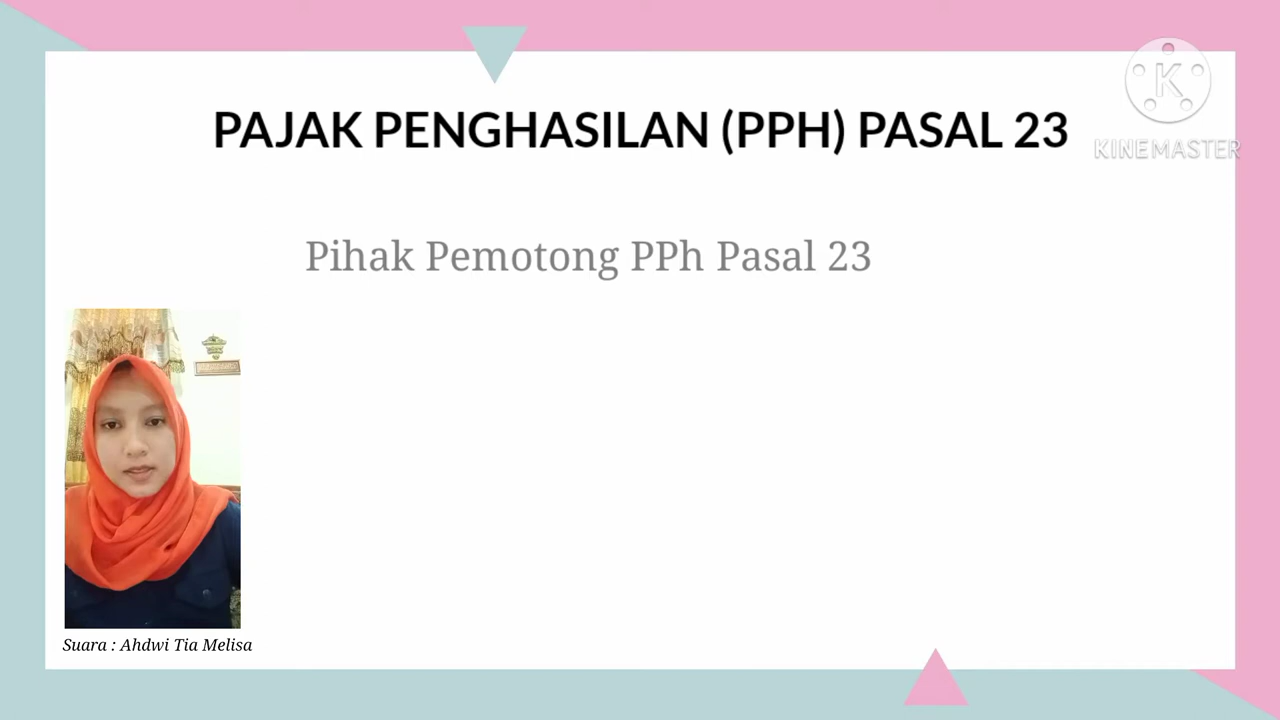 PAJAK PENGHASILAN (PPH) PASAL 23
K
KINEMASTER
Pihak Pemotong PPh Pasal 23
Suara : Ahdwi Tia Melisa